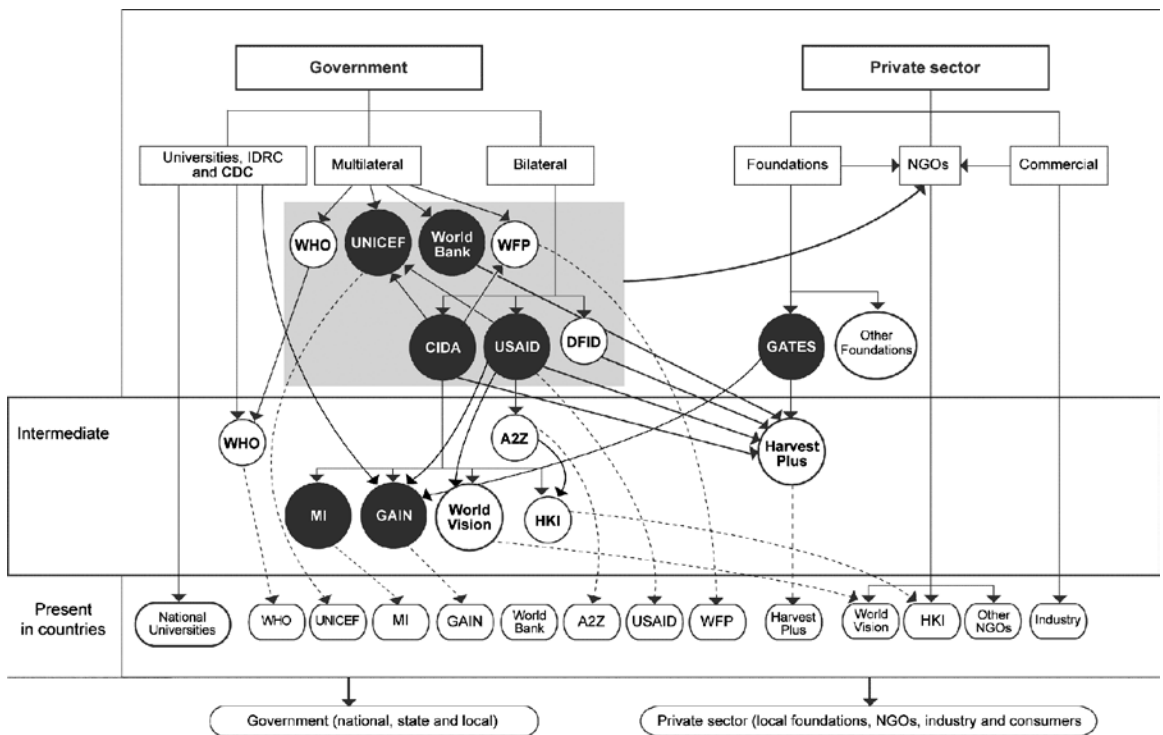 Government
Private sector
Universities, IDRC
and CDC
Multilateral
Bilateral
Foundations
NGOs
Commercial
WHO
UNICEF
World
Bank
WFP
CIDA
USAID
DFID
GATES
Other
Foundations
Intermediate
WHO
A2Z
Harvest
Plus
MI
GAIN
World
Vision
HKI
Present
in countries
National
Universities
WHO
UNICEF
MI
GAIN
World
Bank
A2Z
USAID
WFP
Harvest
Plus
World
Vision
HKI
Other
NGOs
Industry
Government (national, state and local)
Private sector (local foundations, NGOs, industry and consumers